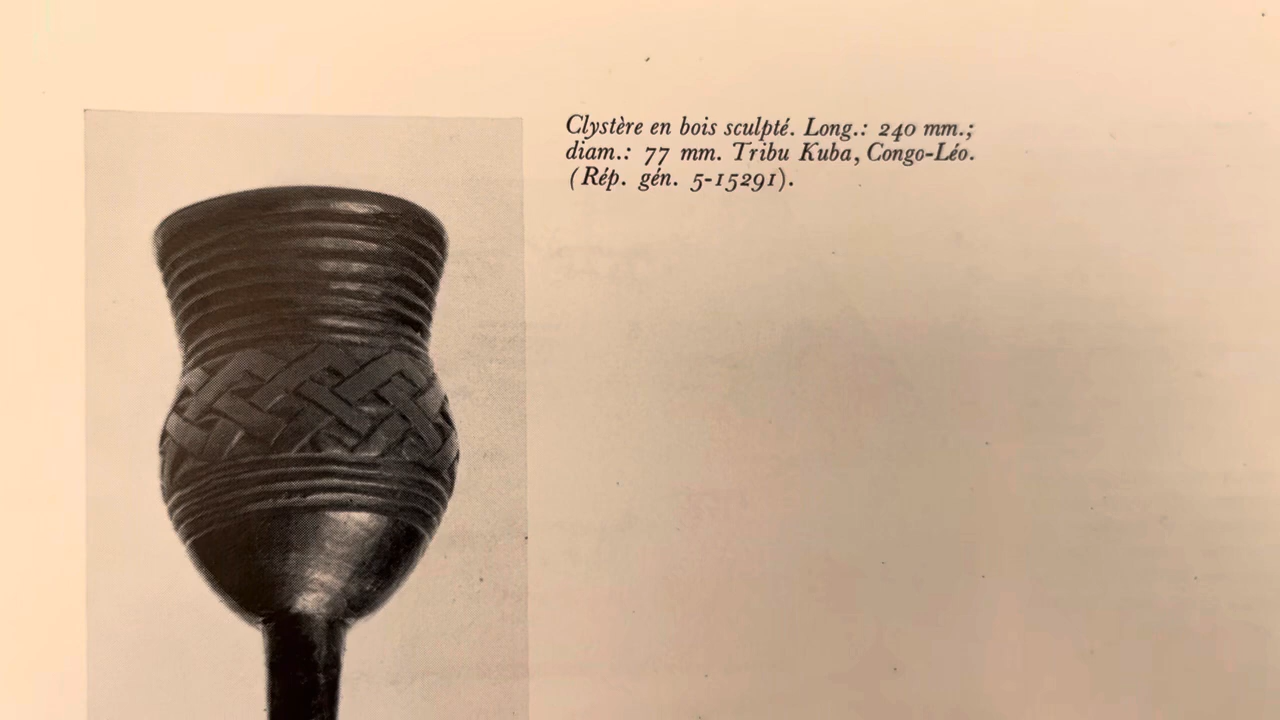 Clystère en bois sculpté. Long.: 240 mm.;
diam.: 77 mm. Tribu Kuba, Congo-Léo.
(Rép. gén. 5-15291).